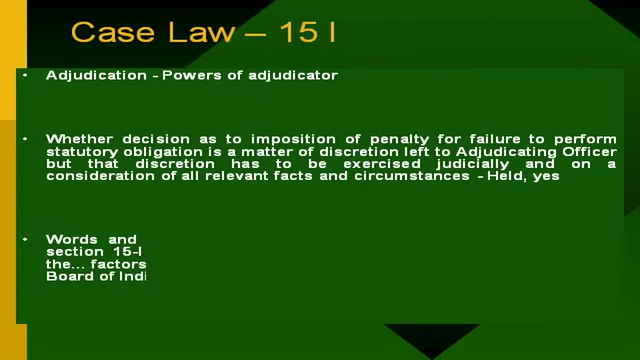 Case Law – 15 I
• Adjudication - Powers of adjudicator
• Whether decision as to imposition of penalty for failure to perform
statutory obligation is a matter of discretion left to Adjudicating Officer
but that discretion has to be exercised judicially and on a
consideration of all relevant facts and circumstances - Held, yes
• Words and
section 15-I
the... factors
Board of Indi